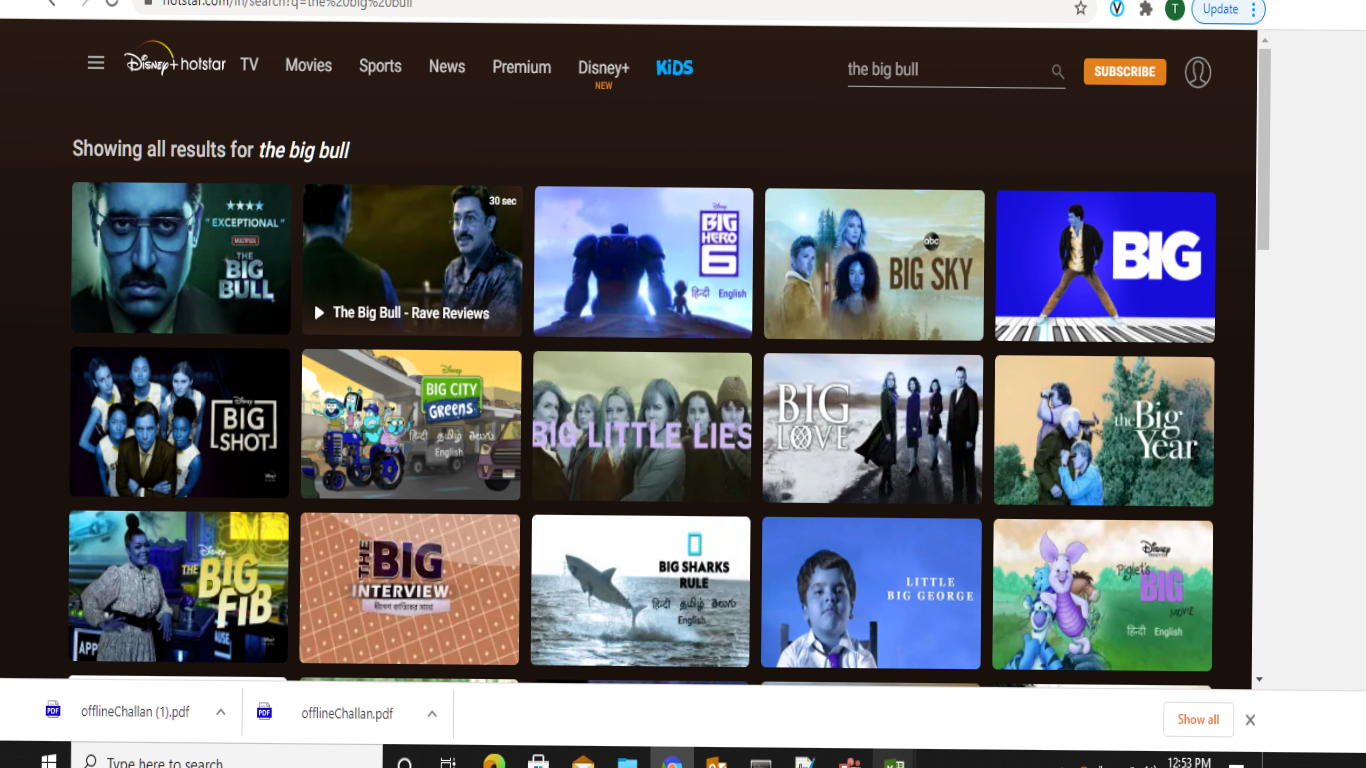 hotstar.com/in/search?q=the%20big%20bull
T
Update
Disney+ hotstar
TV
Movies
Sports
News
Premium
Disney+
NEW
KiDS
the big bull
SUBSCRIBE
Showing all results for the big bull
★★★★
"EXCEPTIONAL"
THE
BIG
BULL
30 sec
The Big Bull - Rave Reviews
Disney
BIG
HERO
6
हिन्दी English
abc
BIG SKY
BIG
Disney
BIG
SHOT
Disney
BIG CITY
GREENS
हिन्दी தமிழ் తెలుగు
English
BIG LITTLE LIES
BIG
LOVE
the Big
Year
Disney
THE BIG
FIB
APP
THE BIG
INTERVIEW
BIG SHARKS
RULE
हिन्दी தமிழ் తెలుగు
English
LITTLE
BIG GEORGE
Disney
Piglet's
BIG
MOVIE
हिन्दी English
PDF
offlineChallan (1).pdf
PDF
offlineChallan.pdf
Show all
Type here to search
12:53 PM